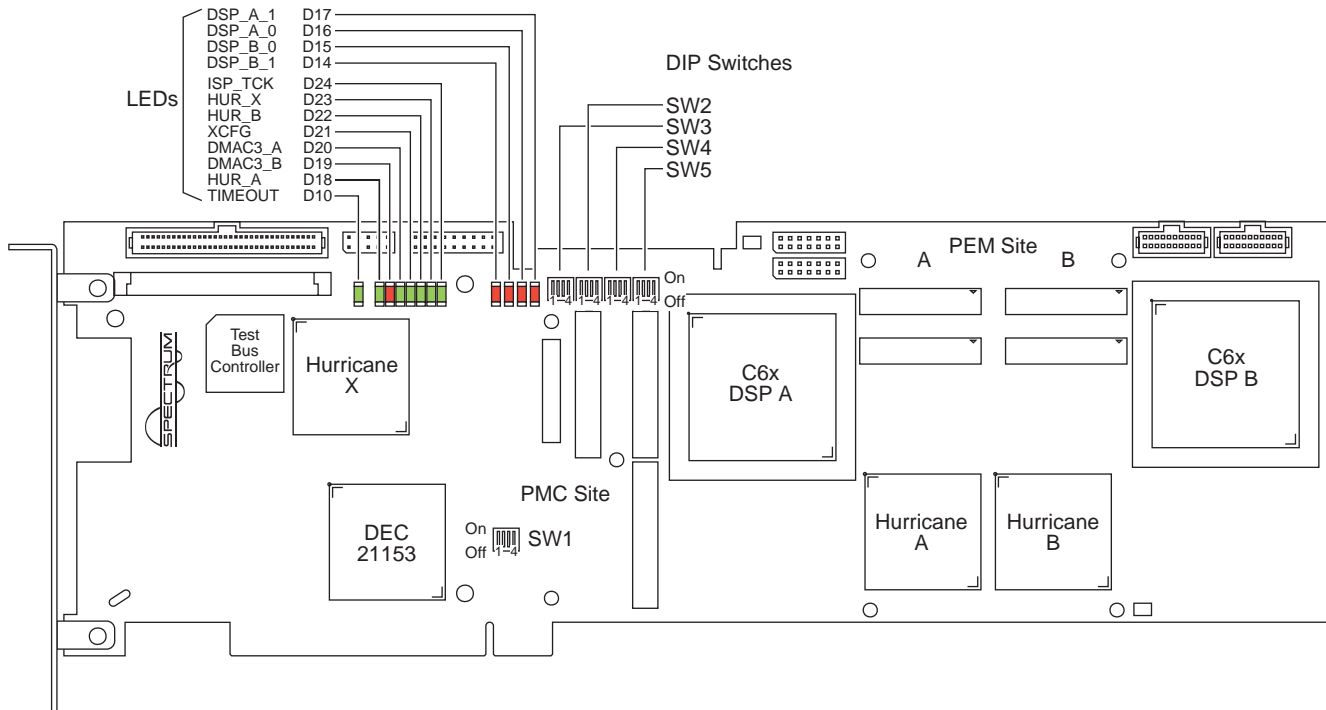 DSP_A_1 D17
DSP_A_0 D16
DSP_B_0 D15
DSP_B_1 D14
ISP_TCK D24
HUR_X D23
HUR_B D22
XCFG D21
DMAC3_A D20
DMAC3_B D19
HUR_A D18
TIMEOUT D10
LEDs
DIP Switches
SW2
SW3
SW4
SW5
PEM Site
A B
On
1–4 1–4 1–4 1–4 Off
Test
Bus
Controller
SPECTRUM
Hurricane
X
C6x
DSP A
C6x
DSP B
PMC Site
DEC
21153
On
Off 1–4 SW1
Hurricane
A
Hurricane
B